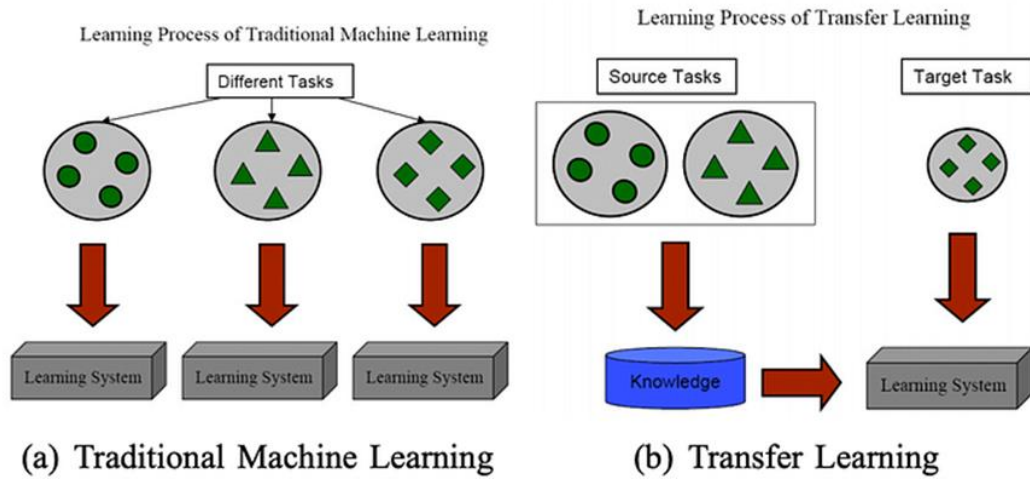 Learning Process of Traditional Machine Learning
Different Tasks
Learning System
Learning System
Learning System
(a) Traditional Machine Learning
Learning Process of Transfer Learning
Source Tasks
Target Task
Knowledge
Learning System
(b) Transfer Learning